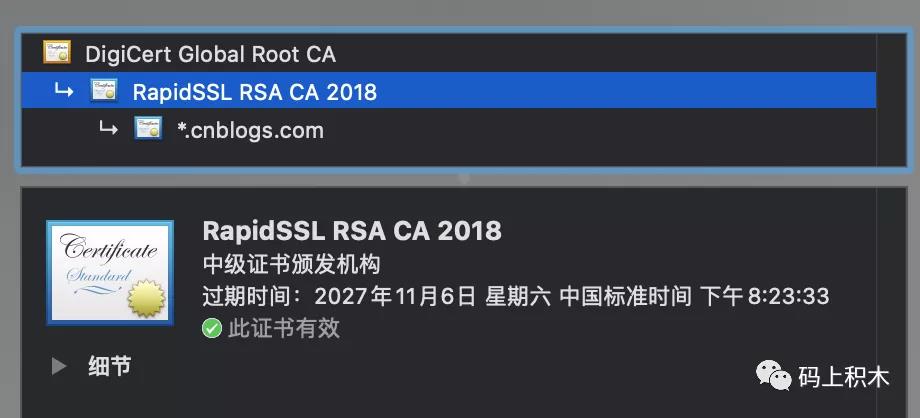 DigiCert Global Root CA
RapidSSL RSA CA 2018
*.cnblogs.com
Certificate
Standard
RapidSSL RSA CA 2018
中级证书颁发机构
过期时间：2027年11月6日 星期六 中国标准时间 下午8:23:33
此证书有效
细节
码上积木